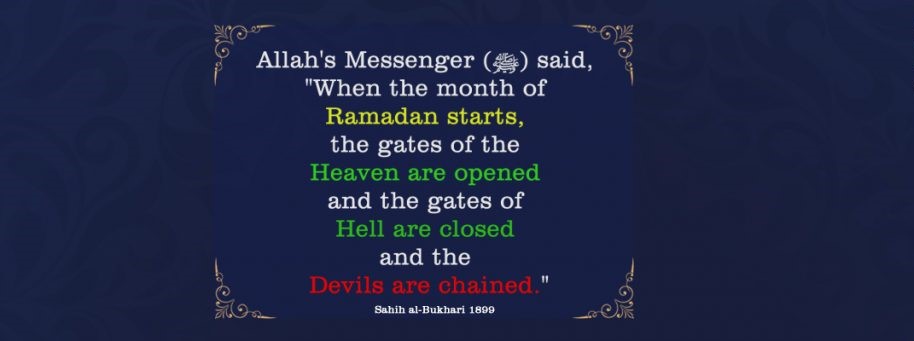 Allah's Messenger (ﷺ) said,
"When the month of
Ramadan starts,
the gates of the
Heaven are opened
and the gates of
Hell are closed
and the
Devils are chained."
Sahih al-Bukhari 1899